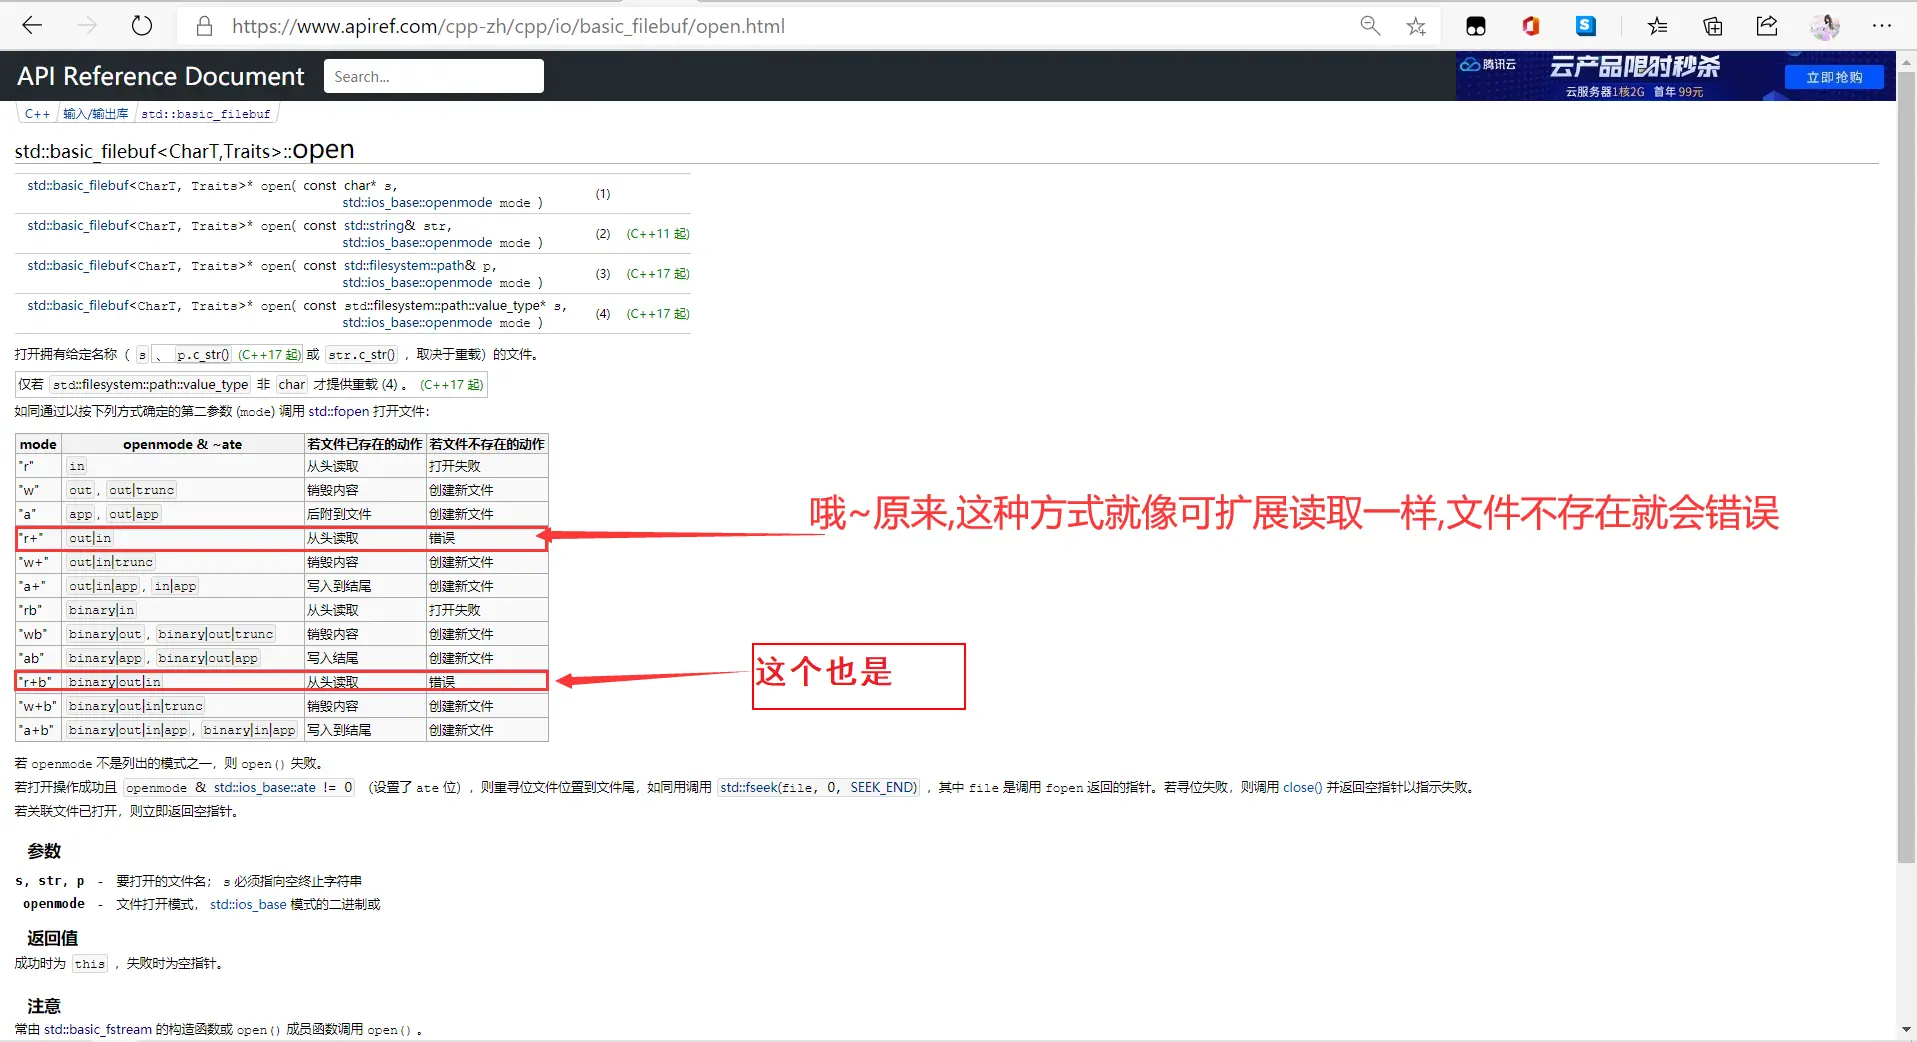 https://www.apiref.com/cpp-zh/cpp/io/basic_filebuf/open.html
API Reference Document
Search...
腾讯云
云产品限时秒杀
云服务器1核2G 首年 99元
立即抢购
C++ 输入/输出库 std::basic_filebuf
std::basic_filebuf<CharT,Traits>::open
std::basic_filebuf<CharT, Traits>* open( const char* s,
std::ios_base::openmode mode )
(1)
std::basic_filebuf<CharT, Traits>* open( const std::string& str,
std::ios_base::openmode mode )
(2) (C++11 起)
std::basic_filebuf<CharT, Traits>* open( const std::filesystem::path& p,
std::ios_base::openmode mode )
(3) (C++17 起)
std::basic_filebuf<CharT, Traits>* open( const std::filesystem::path::value_type* s,
std::ios_base::openmode mode )
(4) (C++17 起)
打开拥有给定名称（ s 、 p.c_str() (C++17 起) 或 str.c_str() ，取决于重载）的文件。
仅若 std::filesystem::path::value_type 非 char 才提供重载 (4) 。 (C++17 起)
如同通过以按下列方式确定的第二参数 (mode) 调用 std::fopen 打开文件：
mode openmode & ~ate 若文件已存在的动作 若文件不存在的动作
"r" in 从头读取 打开失败
"w" out, out|trunc 销毁内容 创建新文件
"a" app, out|app 后附到文件 创建新文件
"r+" out|in 从头读取 错误
"w+" out|in|trunc 销毁内容 创建新文件
"a+" out|in|app, in|app 写入到结尾 创建新文件
"rb" binary|in 从头读取 打开失败
"wb" binary|out, binary|out|trunc 销毁内容 创建新文件
"ab" binary|app, binary|out|app 写入结尾 创建新文件
"r+b" binary|out|in 从头读取 错误
"w+b" binary|out|in|trunc 销毁内容 创建新文件
"a+b" binary|out|in|app, binary|in|app 写入到结尾 创建新文件
哦~原来,这种方式就像可扩展读取一样,文件不存在就会错误
这个也是
若 openmode 不是列出的模式之一，则 open() 失败。
若打开操作成功且 openmode & std::ios_base::ate != 0 （设置了 ate 位），则重寻位文件位置到文件尾，如同用调用 std::fseek(file, 0, SEEK_END) ，其中 file 是调用 fopen 返回的指针。若寻位失败，则调用 close() 并返回空指针以指示失败。
若关联文件已打开，则立即返回空指针。
参数
s, str, p - 要打开的文件名； s 必须指向空终止字符串
openmode - 文件打开模式， std::ios_base 模式的二进制或
返回值
成功时为 this ，失败时为空指针。
注意
常由 std::basic_fstream 的构造函数或 open() 成员函数调用 open() 。